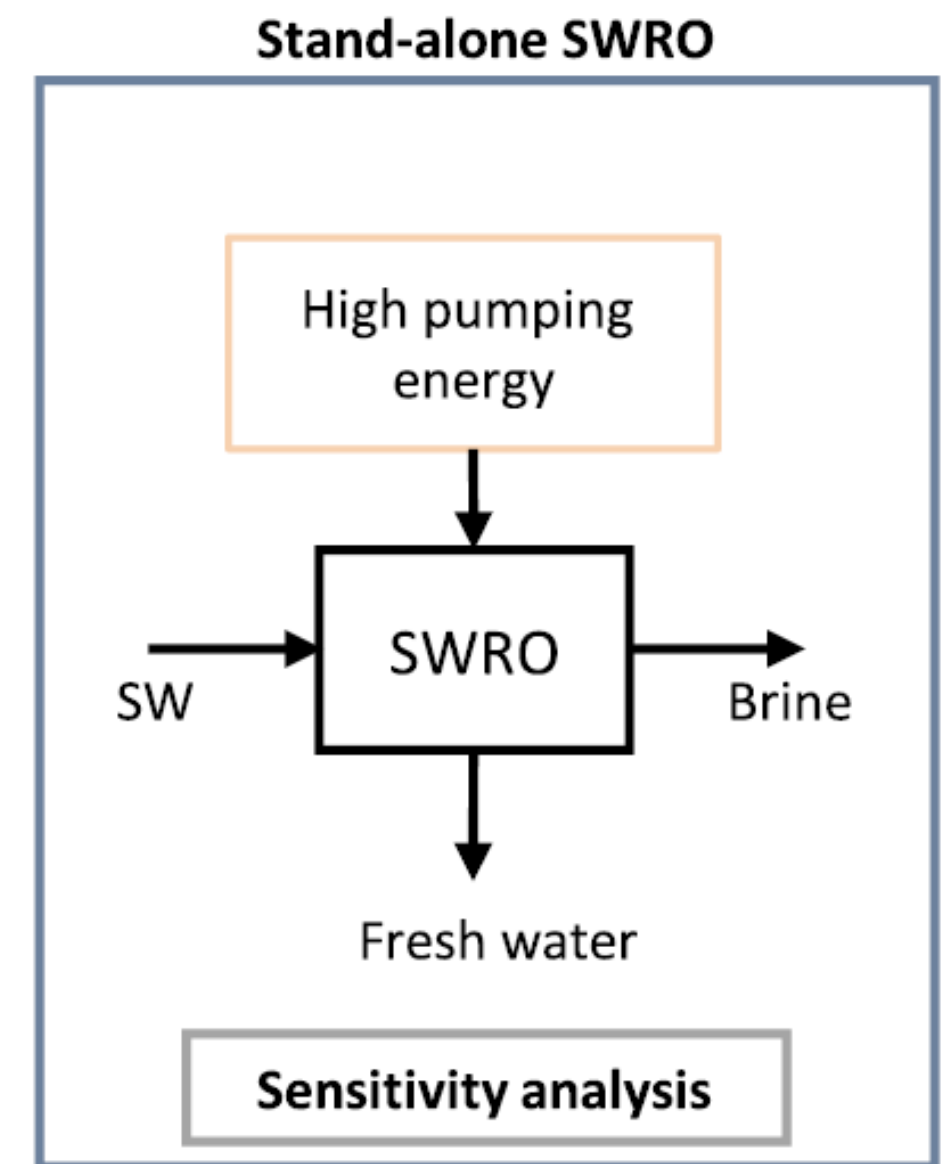 Stand-alone SWRO
High pumping
energy
SWRO
SW
Brine
Fresh water
Sensitivity analysis